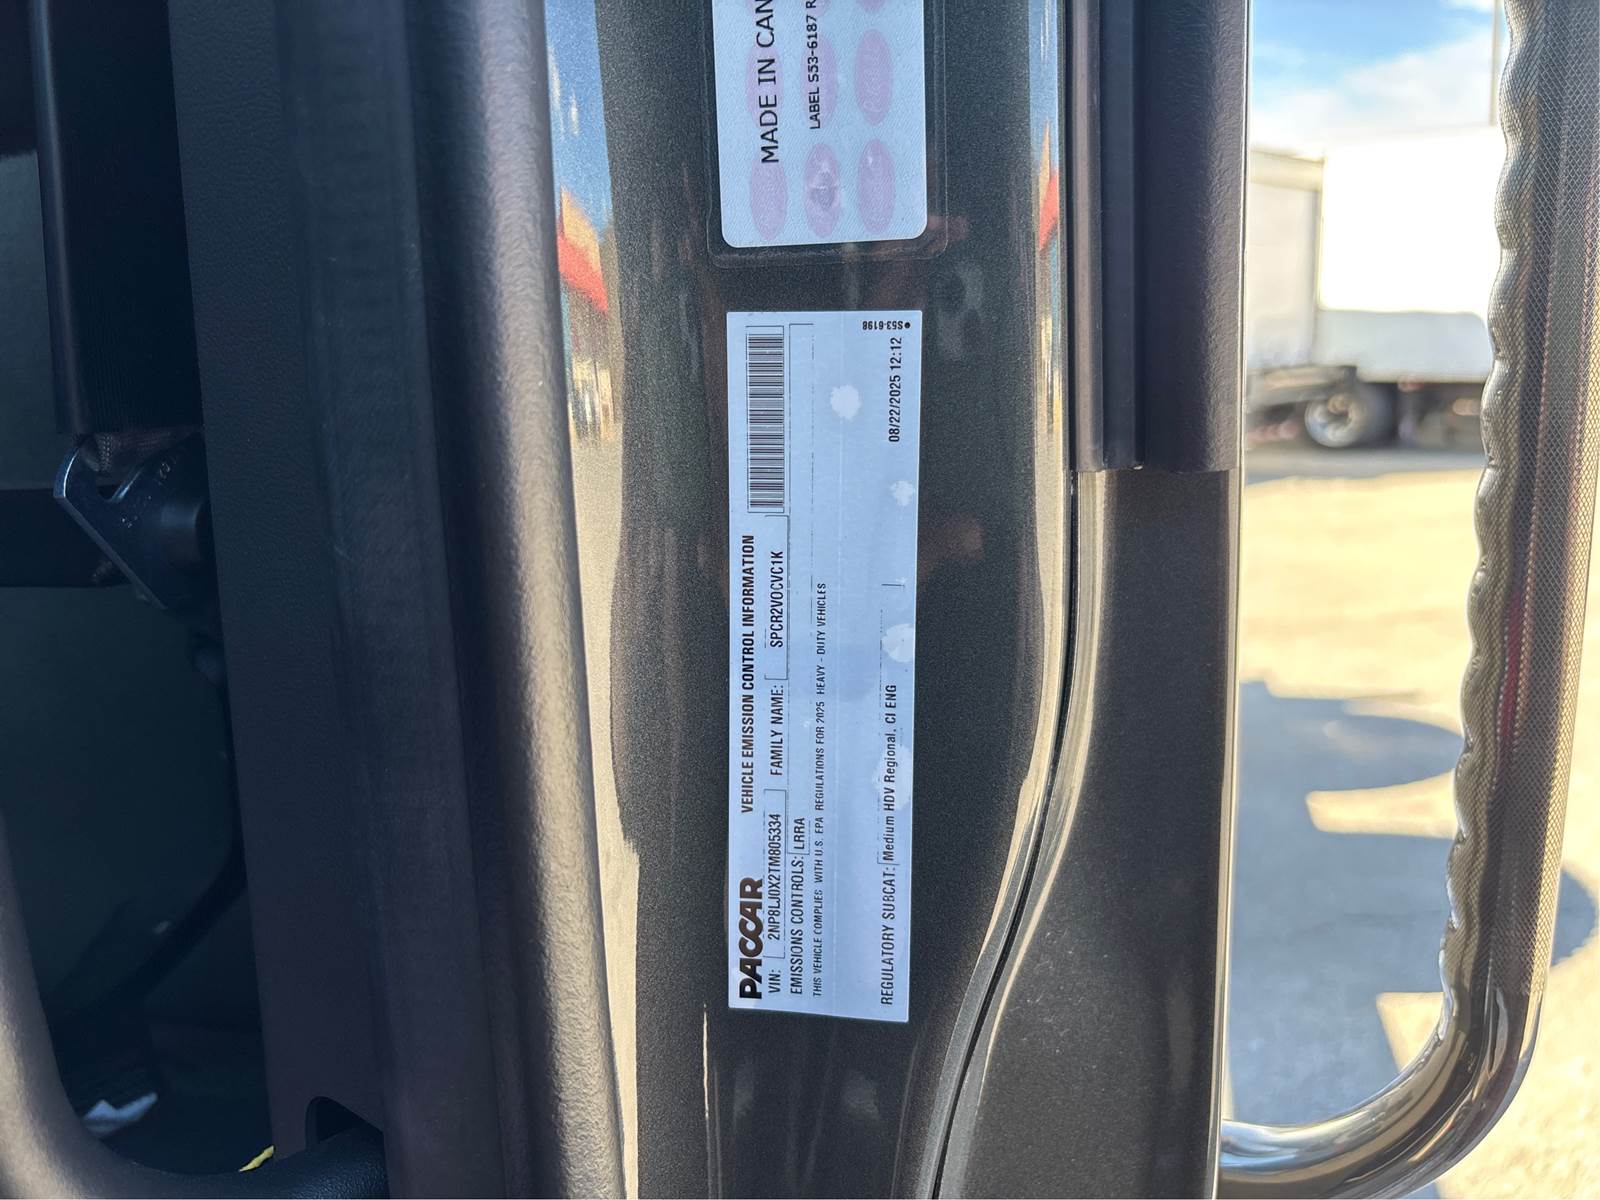 MADE IN CAN
LABEL S53-6187 R
PACCAR
VEHICLE EMISSION CONTROL INFORMATION
VIN: 2NP8LJ0X2TM805334 FAMILY NAME: SPCR2VOCVC1K
EMISSIONS CONTROLS: LRRA
THIS VEHICLE COMPLIES WITH U.S. EPA REGULATIONS FOR 2025 HEAVY - DUTY VEHICLES
REGULATORY SUBCAT: Medium HDV Regional, CI ENG
08/22/2025 12:12
S53-6198